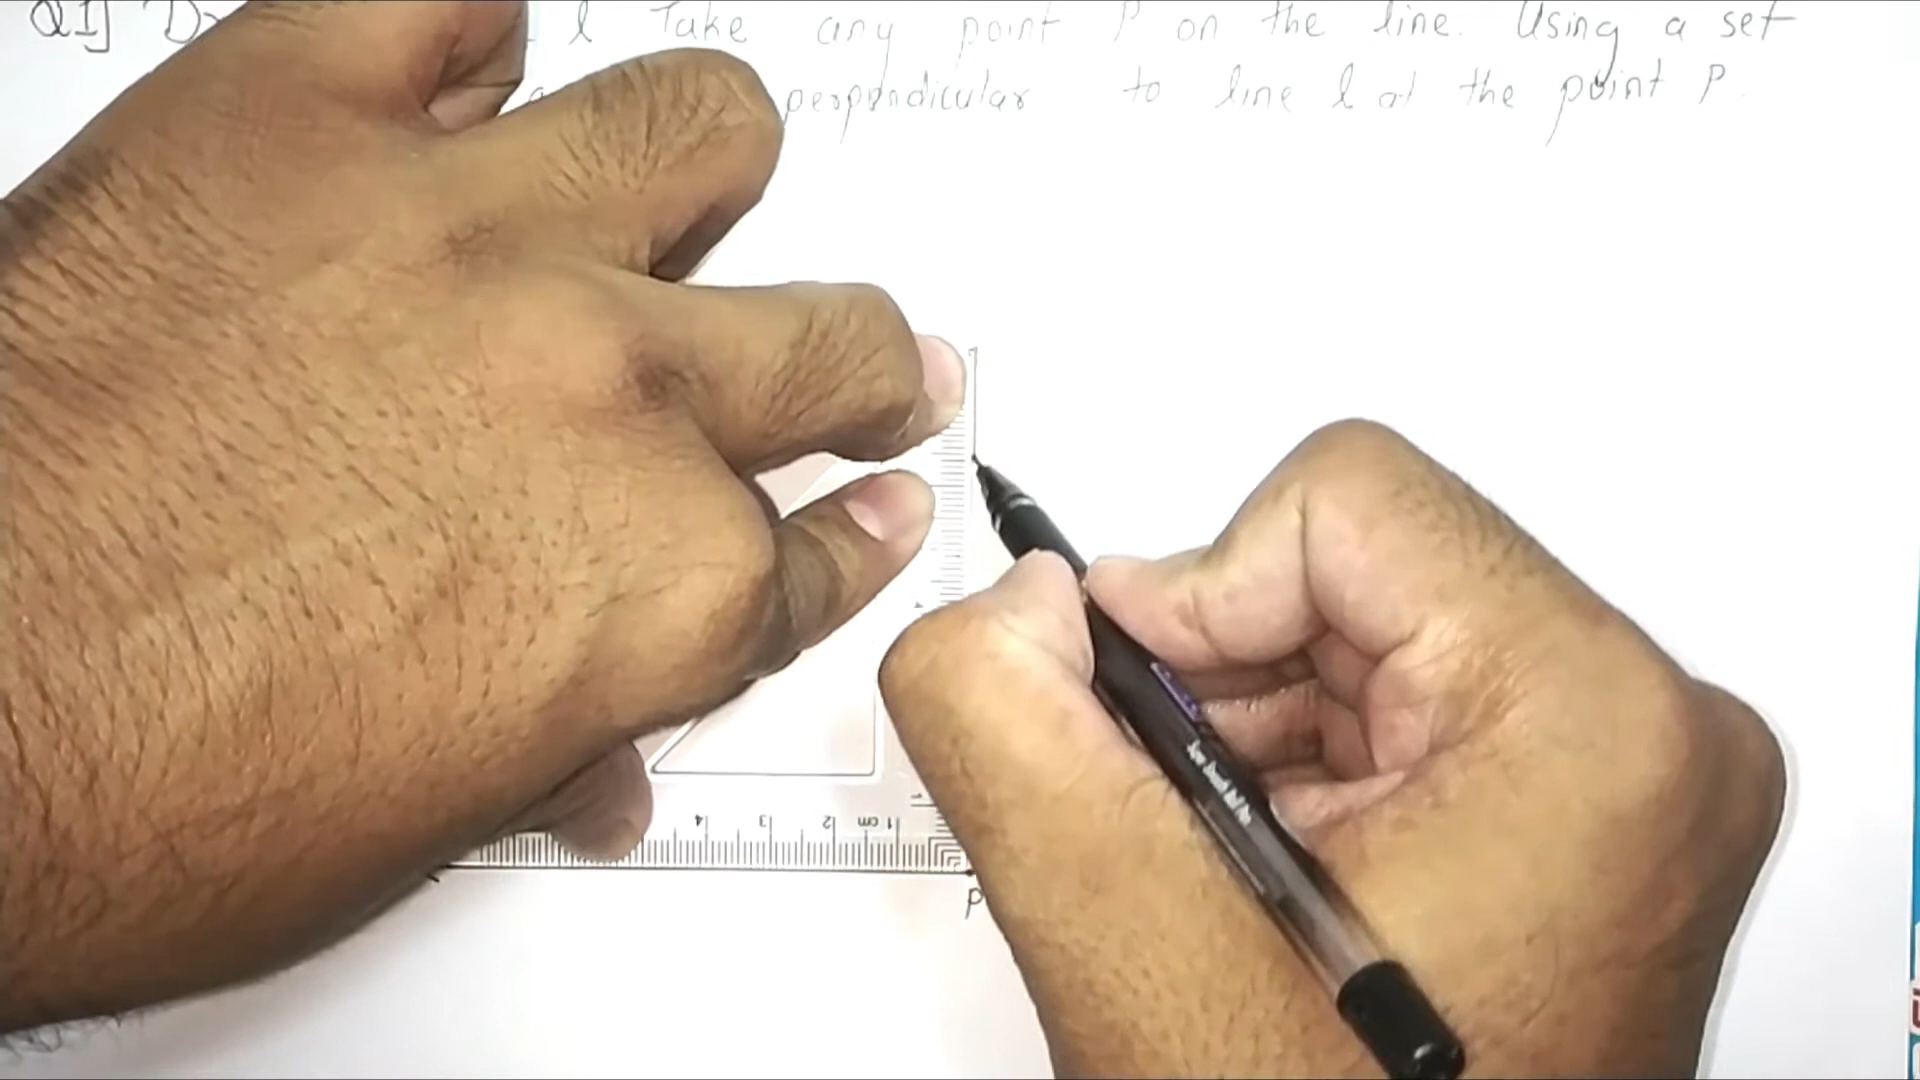 Q1] l Take any point P on the line. Using a set
perpendicular to line l at the point P.
4 3 2 1 cm
1
P